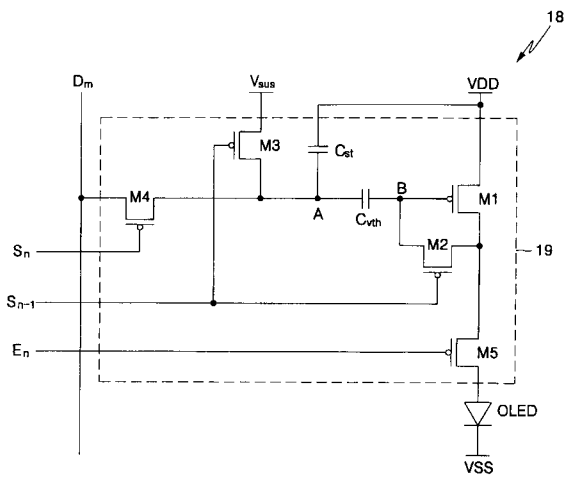 18
Dm
Vsus
VDD
M3
Cst
M4
A
Cvth
B
M1
M2
Sn
19
Sn-1
En
M5
OLED
VSS